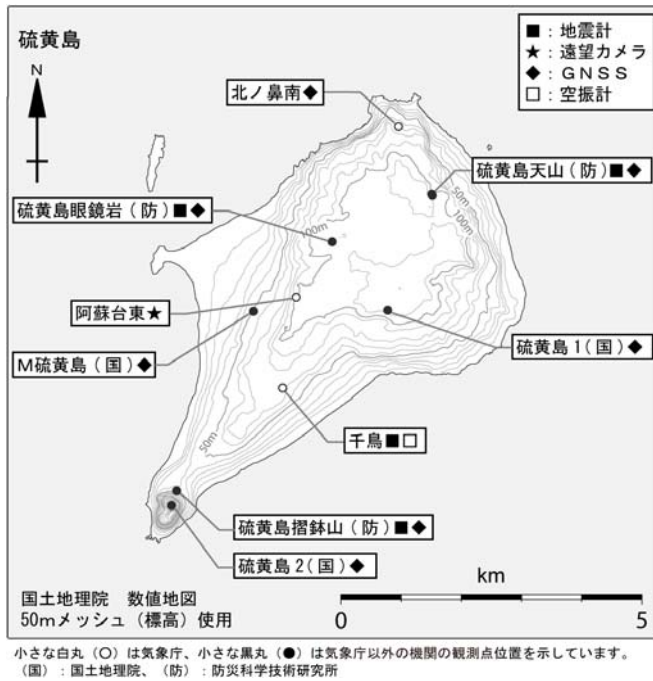 硫黄島
N
■：地震計
★：遠望カメラ
◆：GNSS
□：空振計
北ノ鼻南◆
硫黄島天山（防）■◆
50m
100m
硫黄島眼鏡岩（防）■◆
100m
阿蘇台東★
M硫黄島（国）◆
硫黄島1(国)◆
千鳥■□
50m
硫黄島摺鉢山（防）■◆
硫黄島2(国)◆
国土地理院　数値地図
50mメッシュ（標高）使用
km
0
5
小さな白丸（○）は気象庁、小さな黒丸（●）は気象庁以外の機関の観測点位置を示しています。
（国）：国土地理院、（防）：防災科学技術研究所